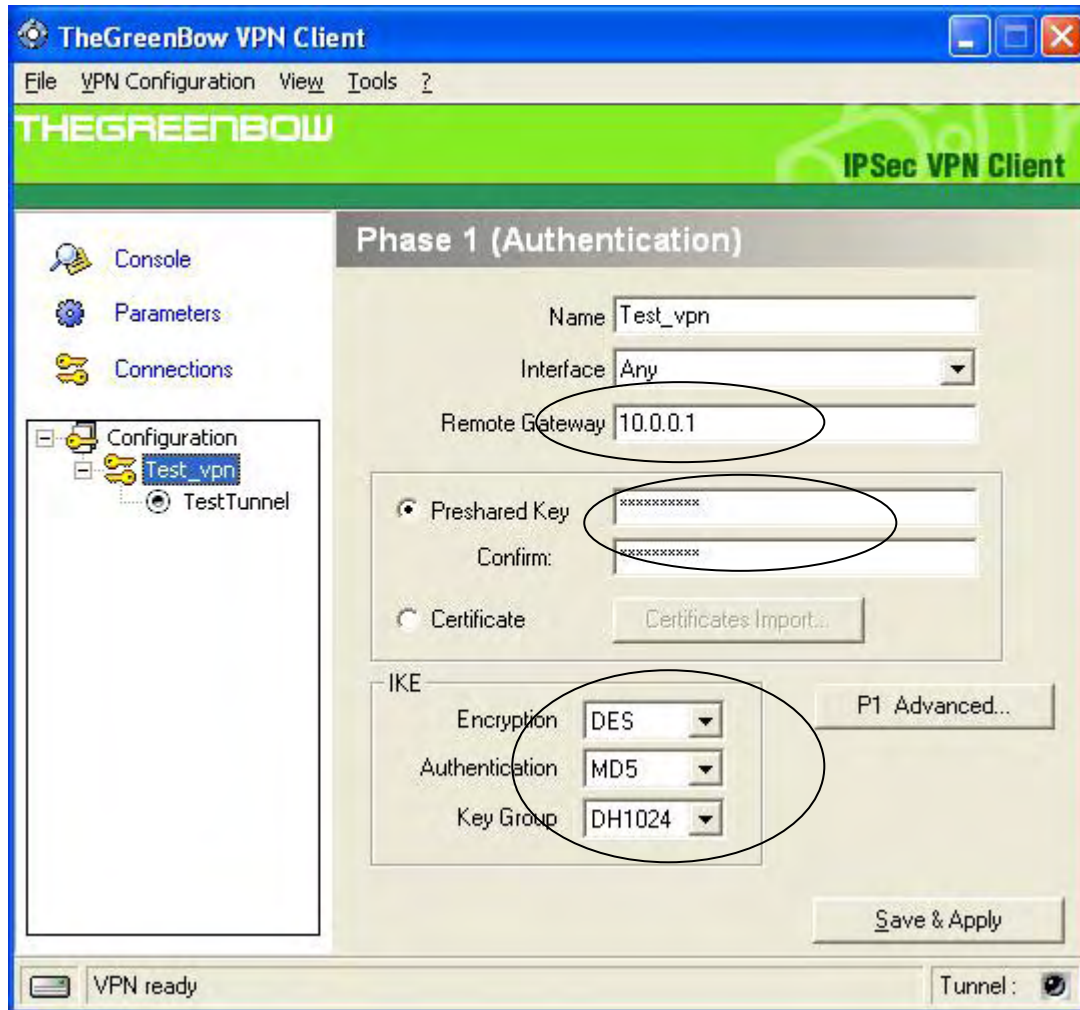 TheGreenBow VPN Client
File VPN Configuration View Tools ?
THEGREENBOW
IPSec VPN Client
Console
Parameters
Connections
Configuration
Test_vpn
TestTunnel
Phase 1 (Authentication)
Name Test_vpn
Interface Any
Remote Gateway 10.0.0.1
Preshared Key **********
Confirm: **********
Certificate Certificates Import...
IKE
Encryption DES
Authentication MD5
Key Group DH1024
P1 Advanced...
Save & Apply
VPN ready Tunnel :